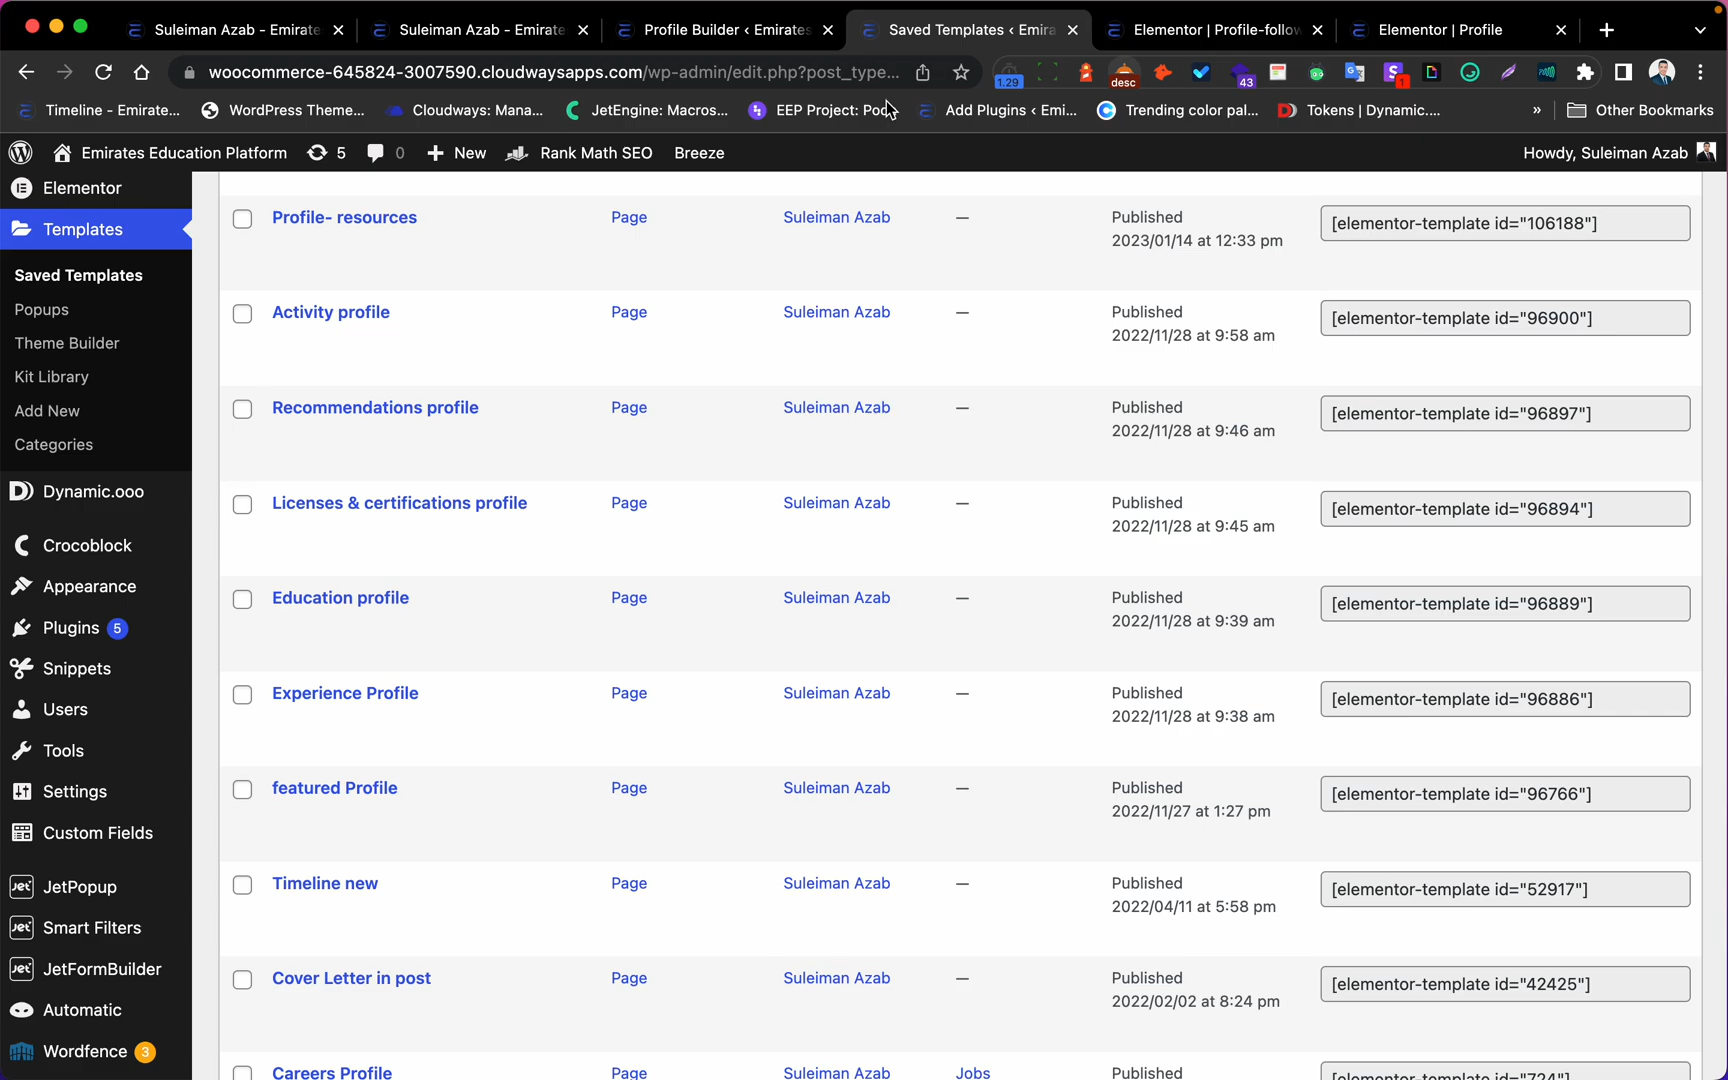 Suleiman Azab - Emirate
Suleiman Azab - Emirate
Profile Builder < Emirates
Saved Templates < Emira
Elementor | Profile-follow
Elementor | Profile
woocommerce-645824-3007590.cloudwaysapps.com/wp-admin/edit.php?post_type...
1.29
desc
43
1
Timeline - Emirate...
WordPress Theme...
Cloudways: Mana...
JetEngine: Macros...
EEP Project: Pod
Add Plugins < Emi...
Trending color pal...
Tokens | Dynamic....
»
Other Bookmarks
Emirates Education Platform
5
0
New
Rank Math SEO
Breeze
Howdy, Suleiman Azab
Elementor
Templates
Saved Templates
Popups
Theme Builder
Kit Library
Add New
Categories
Dynamic.ooo
Crocoblock
Appearance
Plugins 5
Snippets
Users
Tools
Settings
Custom Fields
JetPopup
Smart Filters
JetFormBuilder
Automatic
Wordfence 3
Profile- resources Page Suleiman Azab — Published [elementor-template id="106188"]
2023/01/14 at 12:33 pm
Activity profile Page Suleiman Azab — Published [elementor-template id="96900"]
2022/11/28 at 9:58 am
Recommendations profile Page Suleiman Azab — Published [elementor-template id="96897"]
2022/11/28 at 9:46 am
Licenses & certifications profile Page Suleiman Azab — Published [elementor-template id="96894"]
2022/11/28 at 9:45 am
Education profile Page Suleiman Azab — Published [elementor-template id="96889"]
2022/11/28 at 9:39 am
Experience Profile Page Suleiman Azab — Published [elementor-template id="96886"]
2022/11/28 at 9:38 am
featured Profile Page Suleiman Azab — Published [elementor-template id="96766"]
2022/11/27 at 1:27 pm
Timeline new Page Suleiman Azab — Published [elementor-template id="52917"]
2022/04/11 at 5:58 pm
Cover Letter in post Page Suleiman Azab — Published [elementor-template id="42425"]
2022/02/02 at 8:24 pm
Careers Profile Page Suleiman Azab Jobs Published [elementor-template id="724"]